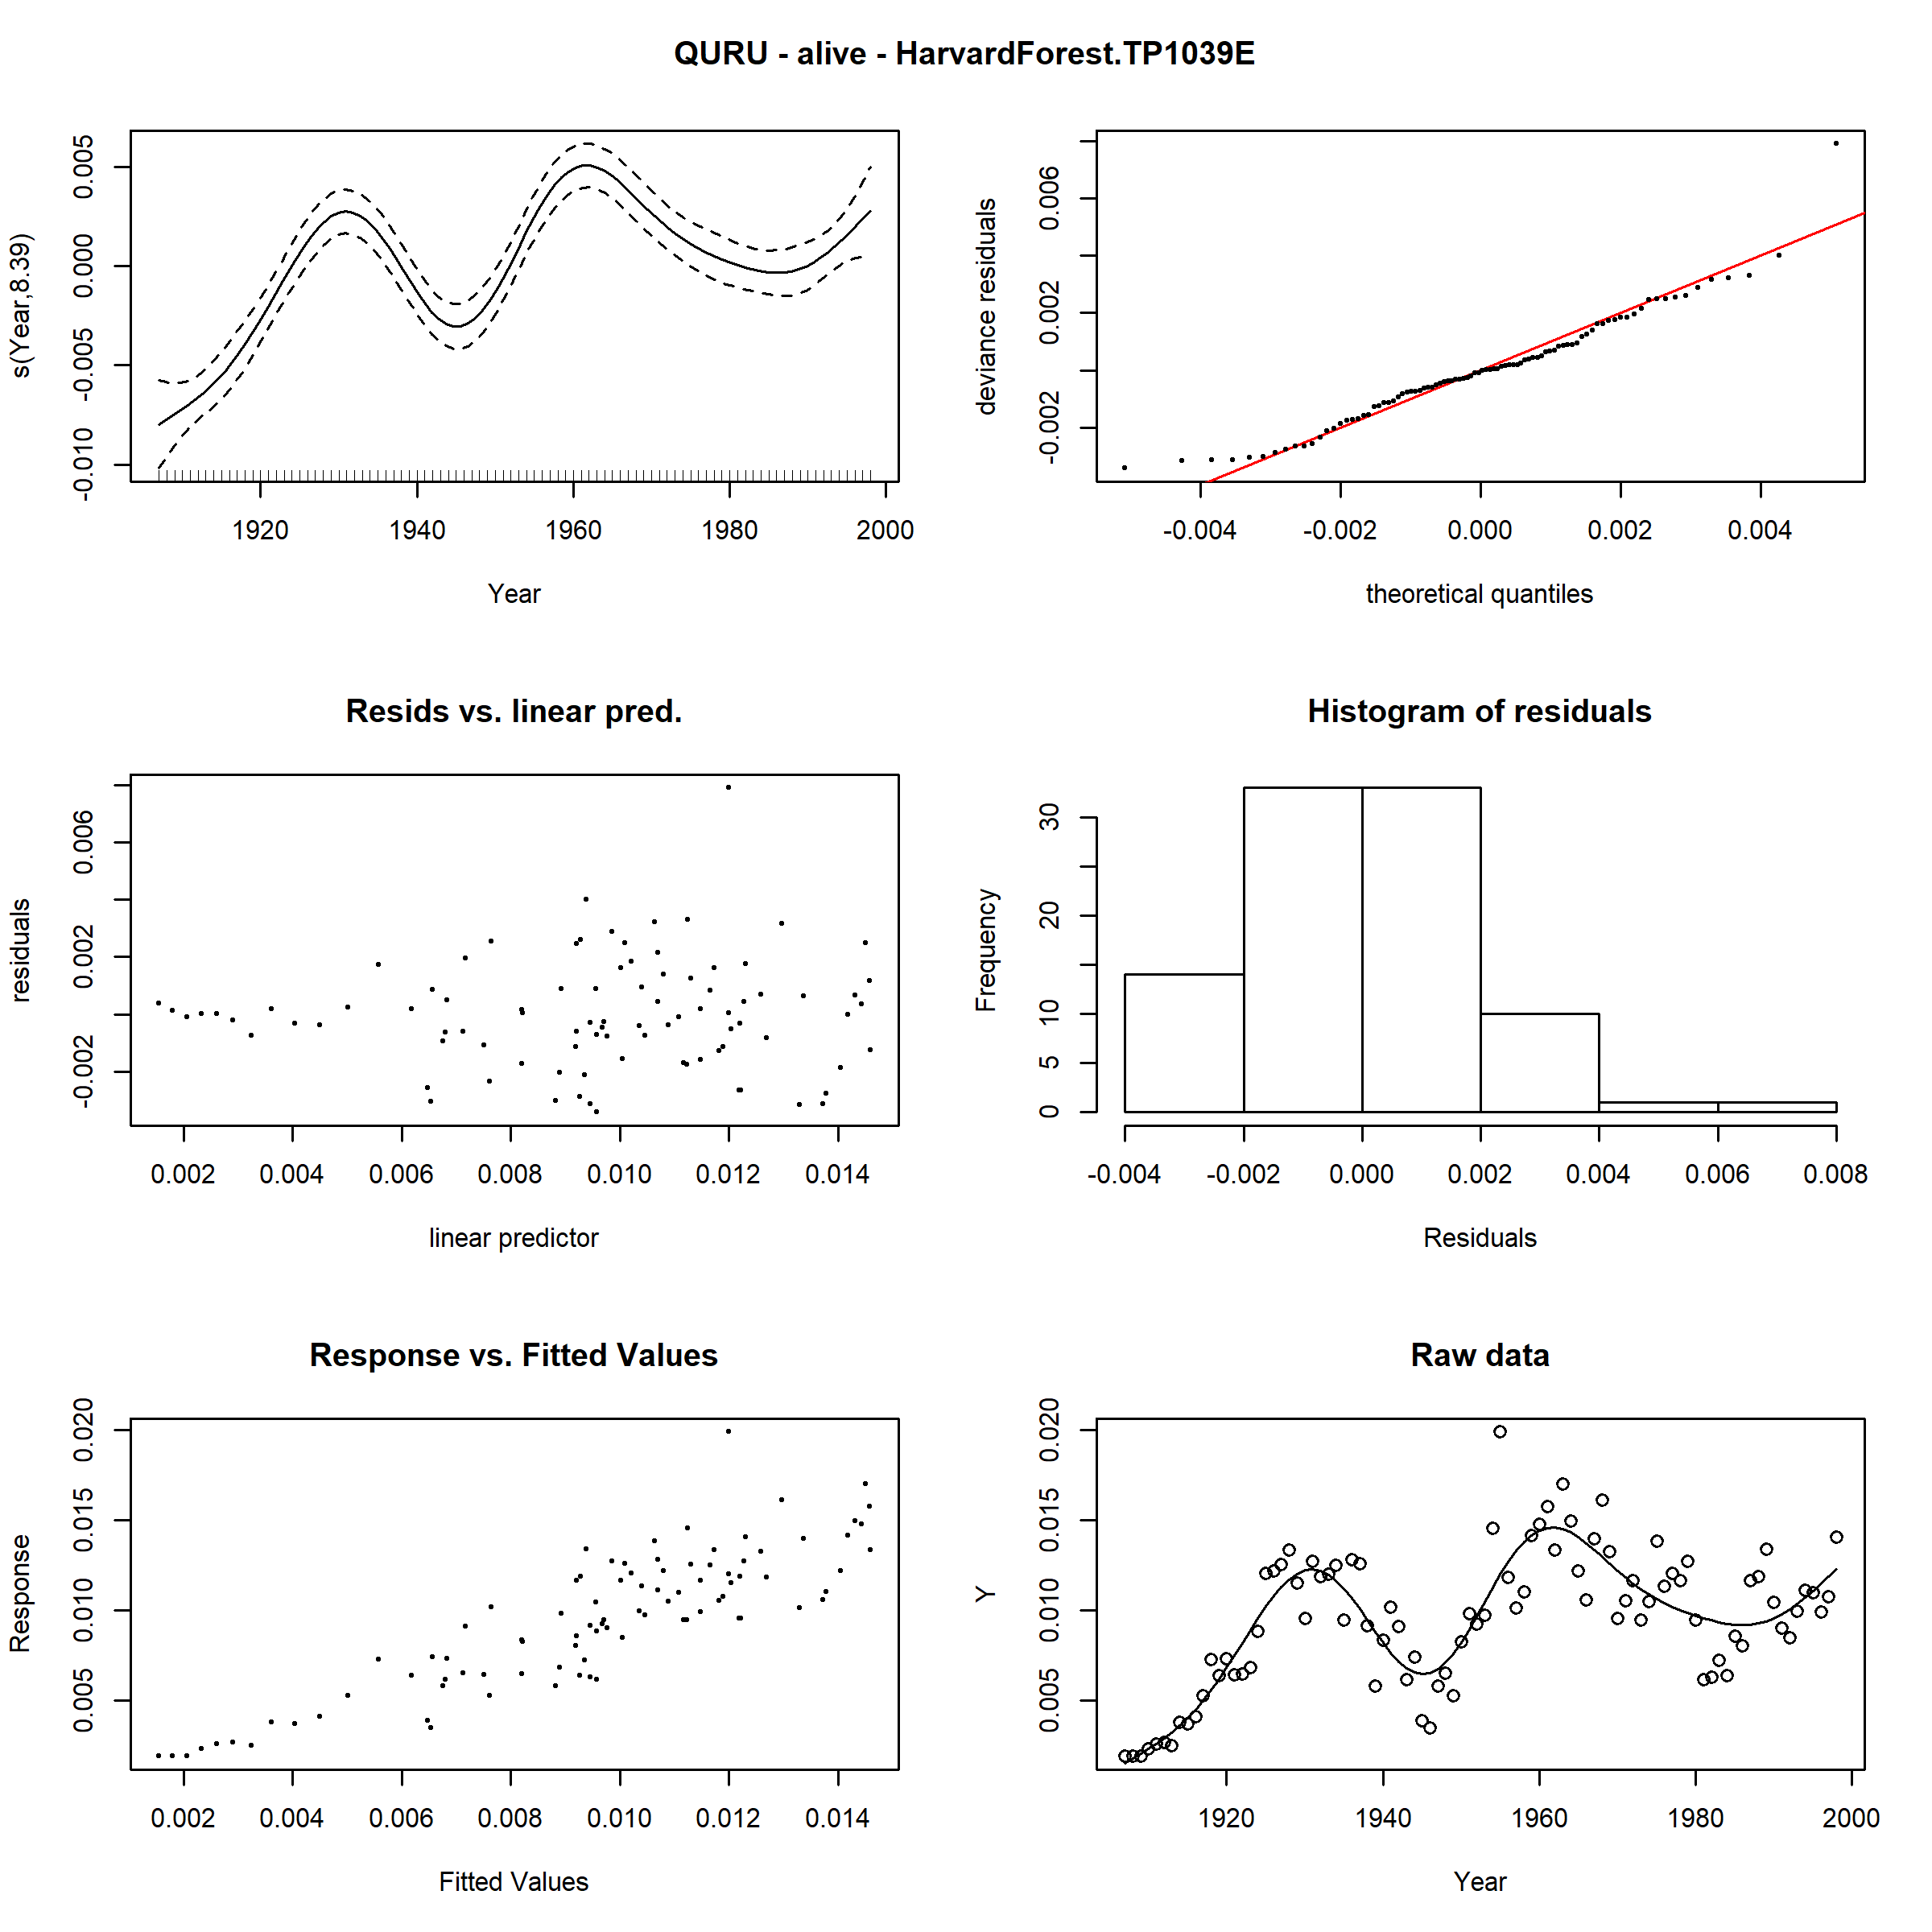 QURU - alive - HarvardForest.TP1039E
s(Year,8.39)
0.005
0.000
-0.005
-0.010
1920 1940 1960 1980 2000
Year
deviance residuals
0.006
0.002
-0.002
-0.004 -0.002 0.000 0.002 0.004
theoretical quantiles
Resids vs. linear pred.
residuals
0.006
0.002
-0.002
0.002 0.004 0.006 0.008 0.010 0.012 0.014
linear predictor
Histogram of residuals
Frequency
30
20
10
5
0
-0.004 -0.002 0.000 0.002 0.004 0.006 0.008
Residuals
Response vs. Fitted Values
Response
0.020
0.015
0.010
0.005
0.002 0.004 0.006 0.008 0.010 0.012 0.014
Fitted Values
Raw data
Y
0.020
0.015
0.010
0.005
1920 1940 1960 1980 2000
Year